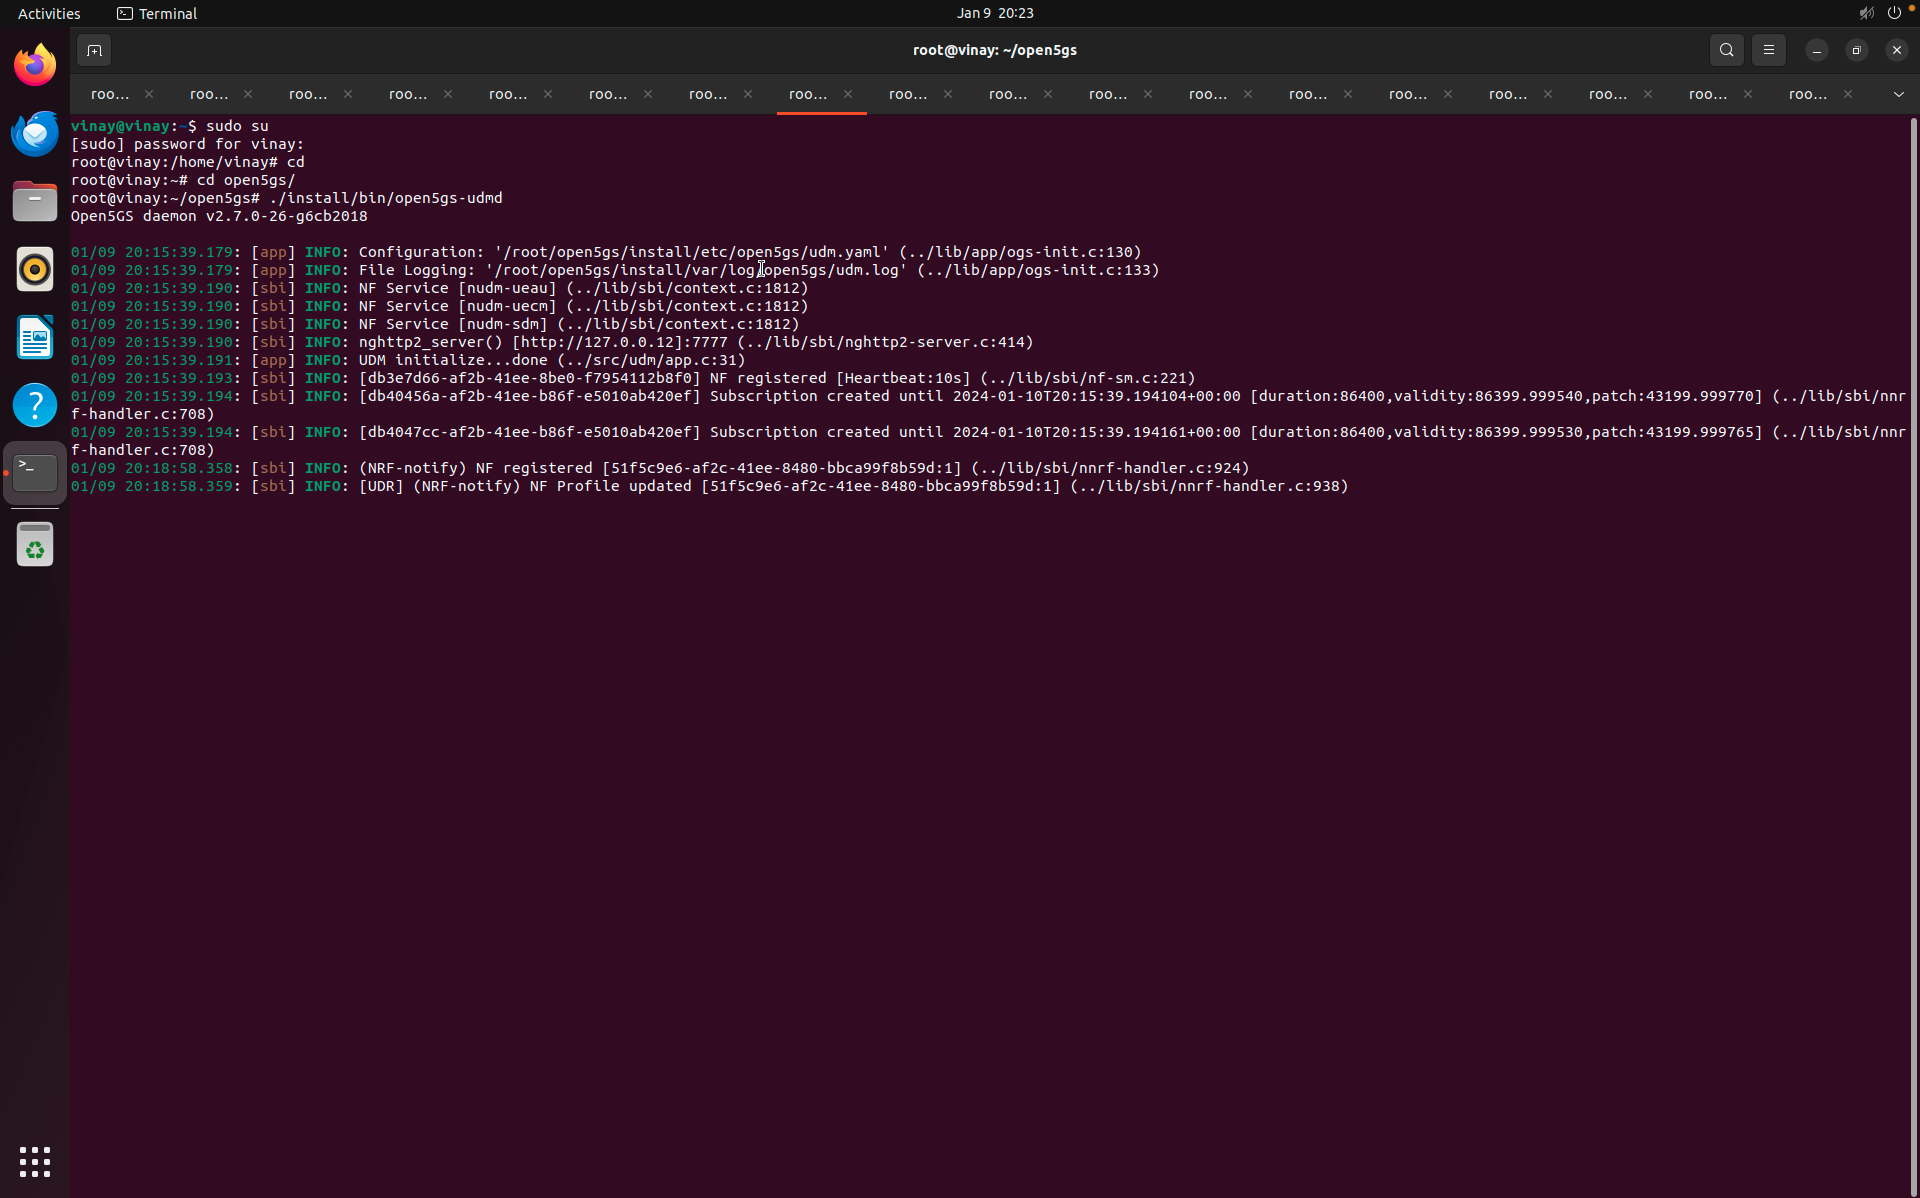 Activities
Terminal
Jan 9 20:23
root@vinay: ~/open5gs
roo... roo... roo... roo... roo... roo... roo... roo... roo... roo... roo... roo... roo... roo... roo... roo... roo... roo...
vinay@vinay:~$ sudo su
[sudo] password for vinay:
root@vinay:/home/vinay# cd
root@vinay:~# cd open5gs/
root@vinay:~/open5gs# ./install/bin/open5gs-udmd
Open5GS daemon v2.7.0-26-g6cb2018
01/09 20:15:39.179: [app] INFO: Configuration: '/root/open5gs/install/etc/open5gs/udm.yaml' (../lib/app/ogs-init.c:130)
01/09 20:15:39.179: [app] INFO: File Logging: '/root/open5gs/install/var/log/open5gs/udm.log' (../lib/app/ogs-init.c:133)
01/09 20:15:39.190: [sbi] INFO: NF Service [nudm-ueau] (../lib/sbi/context.c:1812)
01/09 20:15:39.190: [sbi] INFO: NF Service [nudm-uecm] (../lib/sbi/context.c:1812)
01/09 20:15:39.190: [sbi] INFO: NF Service [nudm-sdm] (../lib/sbi/context.c:1812)
01/09 20:15:39.190: [sbi] INFO: nghttp2_server() [http://127.0.0.12]:7777 (../lib/sbi/nghttp2-server.c:414)
01/09 20:15:39.191: [app] INFO: UDM initialize...done (../src/udm/app.c:31)
01/09 20:15:39.193: [sbi] INFO: [db3e7d66-af2b-41ee-8be0-f7954112b8f0] NF registered [Heartbeat:10s] (../lib/sbi/nf-sm.c:221)
01/09 20:15:39.194: [sbi] INFO: [db40456a-af2b-41ee-b86f-e5010ab420ef] Subscription created until 2024-01-10T20:15:39.194104+00:00 [duration:86400,validity:86399.999540,patch:43199.999770] (../lib/sbi/nnr
f-handler.c:708)
01/09 20:15:39.194: [sbi] INFO: [db4047cc-af2b-41ee-b86f-e5010ab420ef] Subscription created until 2024-01-10T20:15:39.194161+00:00 [duration:86400,validity:86399.999530,patch:43199.999765] (../lib/sbi/nnr
f-handler.c:708)
01/09 20:18:58.358: [sbi] INFO: (NRF-notify) NF registered [51f5c9e6-af2c-41ee-8480-bbca99f8b59d:1] (../lib/sbi/nnrf-handler.c:924)
01/09 20:18:58.359: [sbi] INFO: [UDR] (NRF-notify) NF Profile updated [51f5c9e6-af2c-41ee-8480-bbca99f8b59d:1] (../lib/sbi/nnrf-handler.c:938)